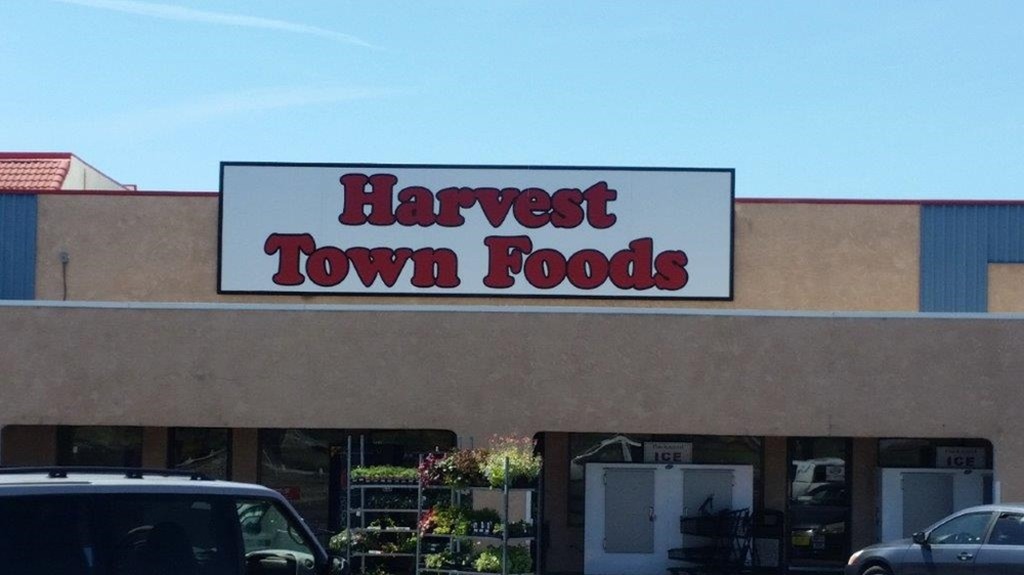 Harvest
Town Foods
ICE
ICE